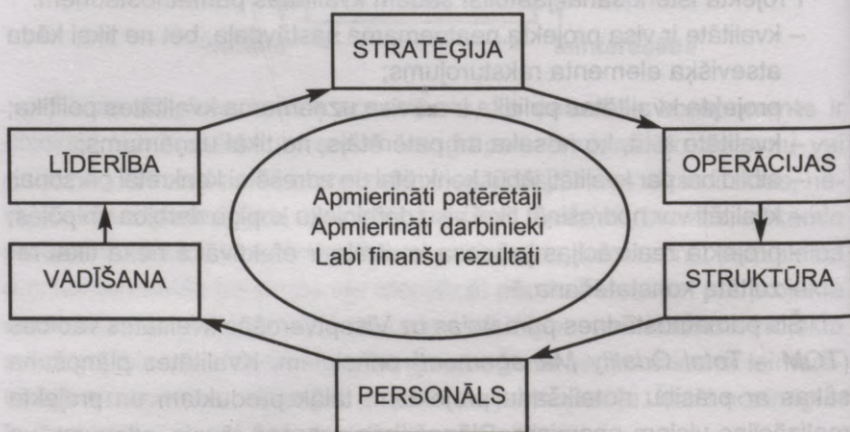 STRATĒĢIJA
LĪDERĪBA
OPERĀCIJAS
Apmierināti patērētāji
Apmierināti darbinieki
Labi finanšu rezultāti
VADĪŠANA
STRUKTŪRA
PERSONĀLS